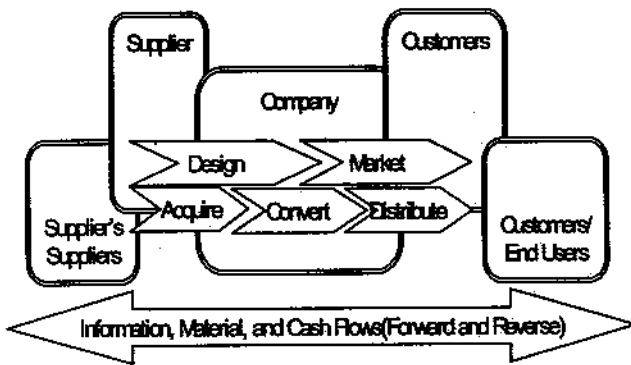 Supplier
Customers
Company
Design
Market
Acquire
Convert
Distribute
Supplier's
Suppliers
Customers/
End Users
Information, Material, and Cash Flows(Forward and Reverse)